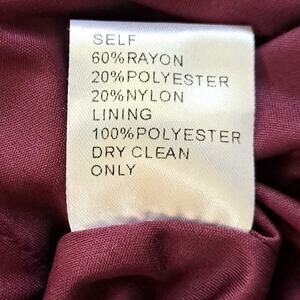 SELF
60%RAYON
20%POLYESTER
20%NYLON
LINING
100%POLYESTER
DRY CLEAN
ONLY